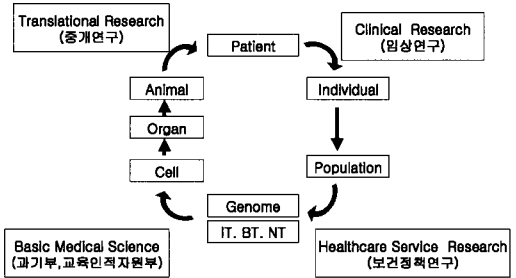 Translational Research
(중개연구)
Patient
Clinical Research
(임상연구)
Animal
Individual
Organ
Cell
Population
Genome
IT. BT. NT
Basic Medical Science
(과기부,교육인적자원부)
Healthcare Service Research
(보건정책연구)